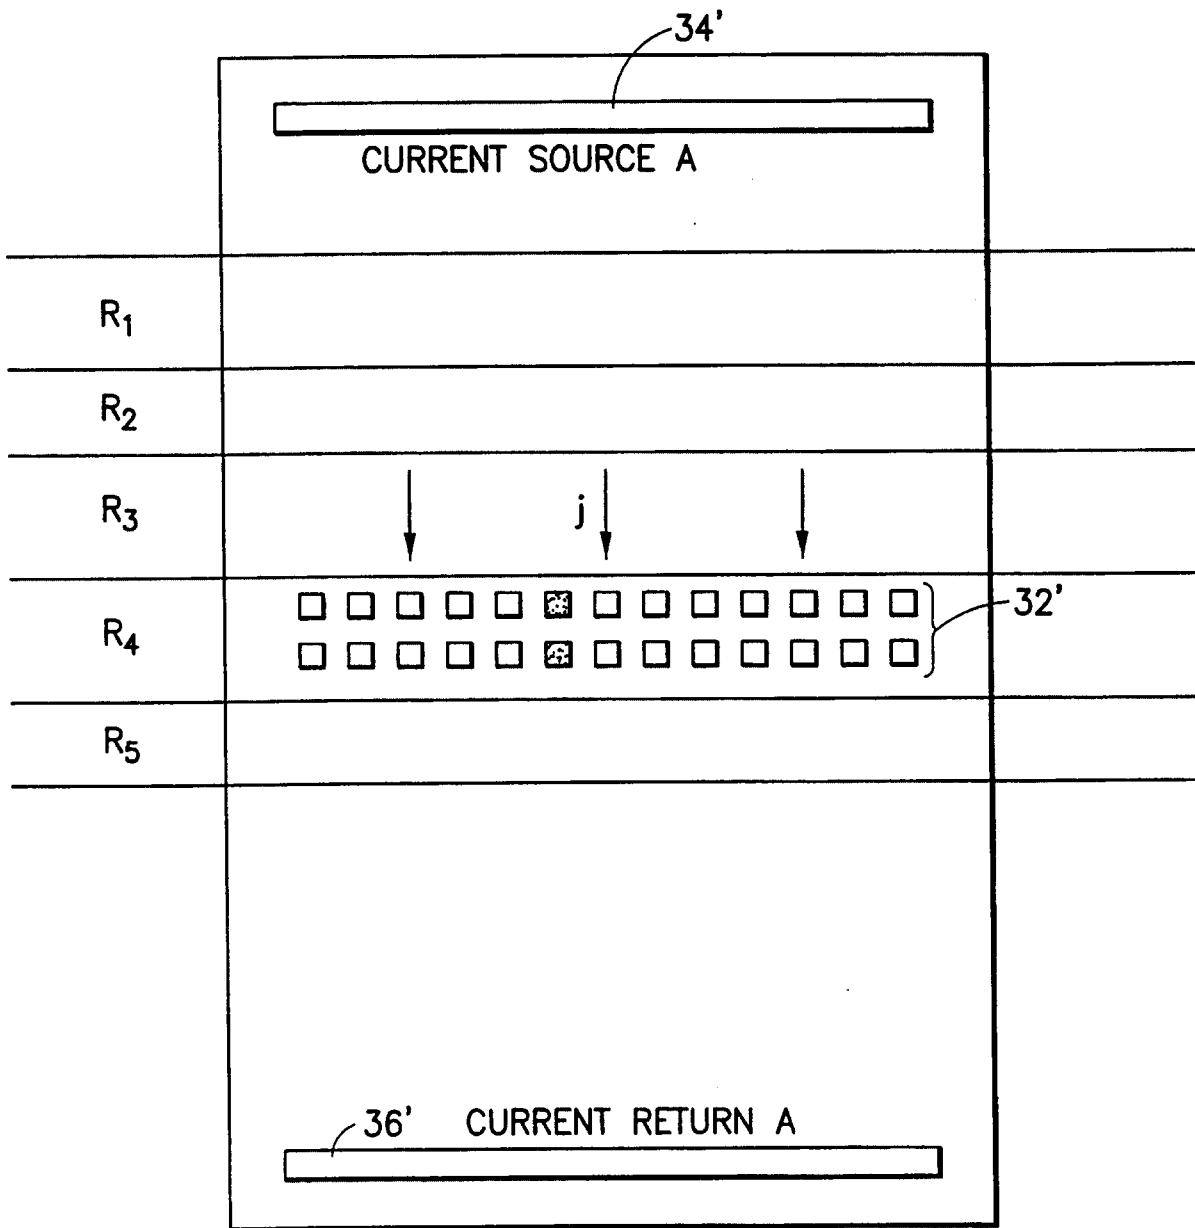 34'
CURRENT SOURCE A
R1
R2
R3
j
32'
R4
R5
36' CURRENT RETURN A